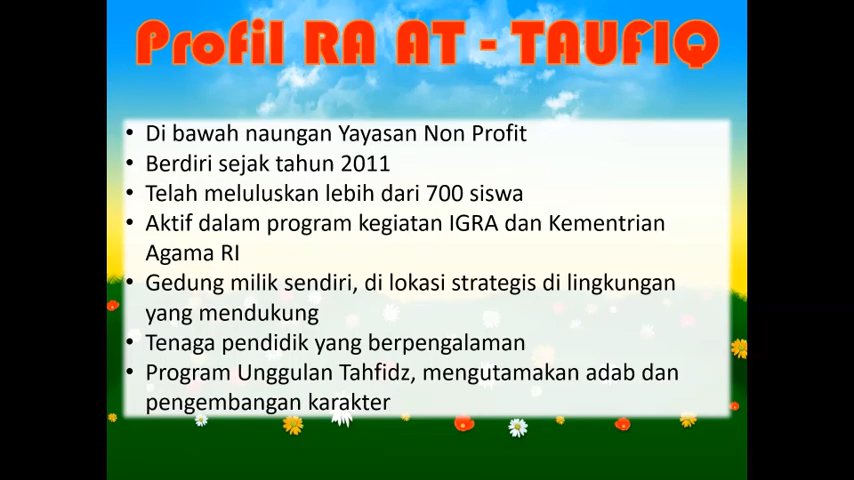 Profil RA AT - TAUFIQ
• Di bawah naungan Yayasan Non Profit
• Berdiri sejak tahun 2011
• Telah meluluskan lebih dari 700 siswa
• Aktif dalam program kegiatan IGRA dan Kementrian
Agama RI
• Gedung milik sendiri, di lokasi strategis di lingkungan
yang mendukung
• Tenaga pendidik yang berpengalaman
• Program Unggulan Tahfidz, mengutamakan adab dan
pengembangan karakter